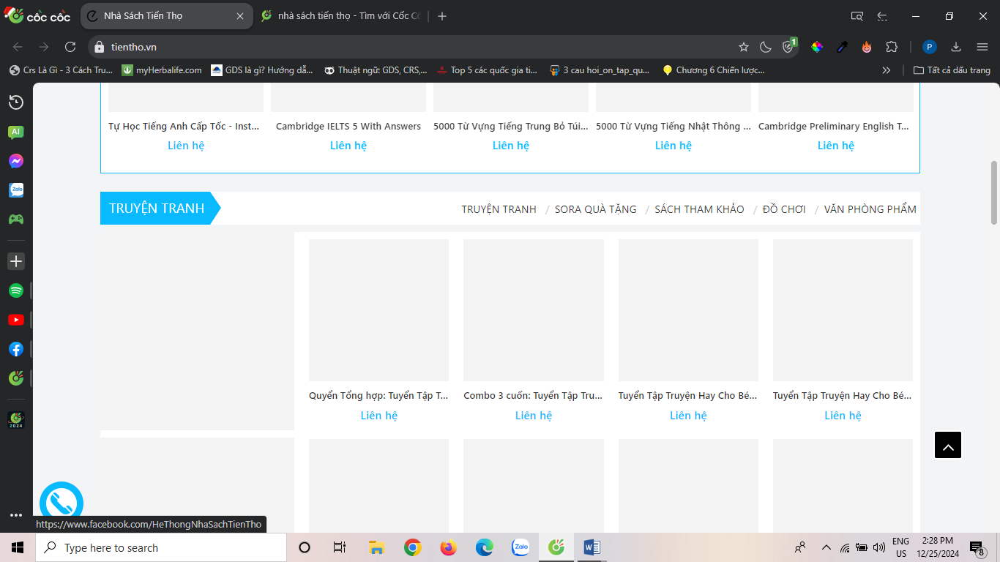 cốc cốc
Nhà Sách Tiến Thọ
nhà sách tiến thọ - Tìm với Cốc Cố
tientho.vn
1
P
Crs Là Gì - 3 Cách Tru...
myHerbalife.com
GDS là gì? Hướng dẫ...
Thuật ngữ: GDS, CRS,...
Top 5 các quốc gia ti...
3 cau hoi_on_tap_qu...
Chương 6 Chiến lược...
Tất cả dấu trang
AI
Zalo
2024
Tự Học Tiếng Anh Cấp Tốc - Inst...
Cambridge IELTS 5 With Answers
5000 Từ Vựng Tiếng Trung Bỏ Túi...
5000 Từ Vựng Tiếng Nhật Thông ...
Cambridge Preliminary English T...
Liên hệ
Liên hệ
Liên hệ
Liên hệ
Liên hệ
TRUYỆN TRANH
TRUYỆN TRANH / SORA QUÀ TẶNG / SÁCH THAM KHẢO / ĐỒ CHƠI / VĂN PHÒNG PHẨM
Quyển Tổng hợp: Tuyển Tập T...
Combo 3 cuốn: Tuyển Tập Tru...
Tuyển Tập Truyện Hay Cho Bé...
Tuyển Tập Truyện Hay Cho Bé...
Liên hệ
Liên hệ
Liên hệ
Liên hệ
https://www.facebook.com/HeThongNhaSachTienTho
Type here to search
Zalo
ENG
US
2:28 PM
12/25/2024
8